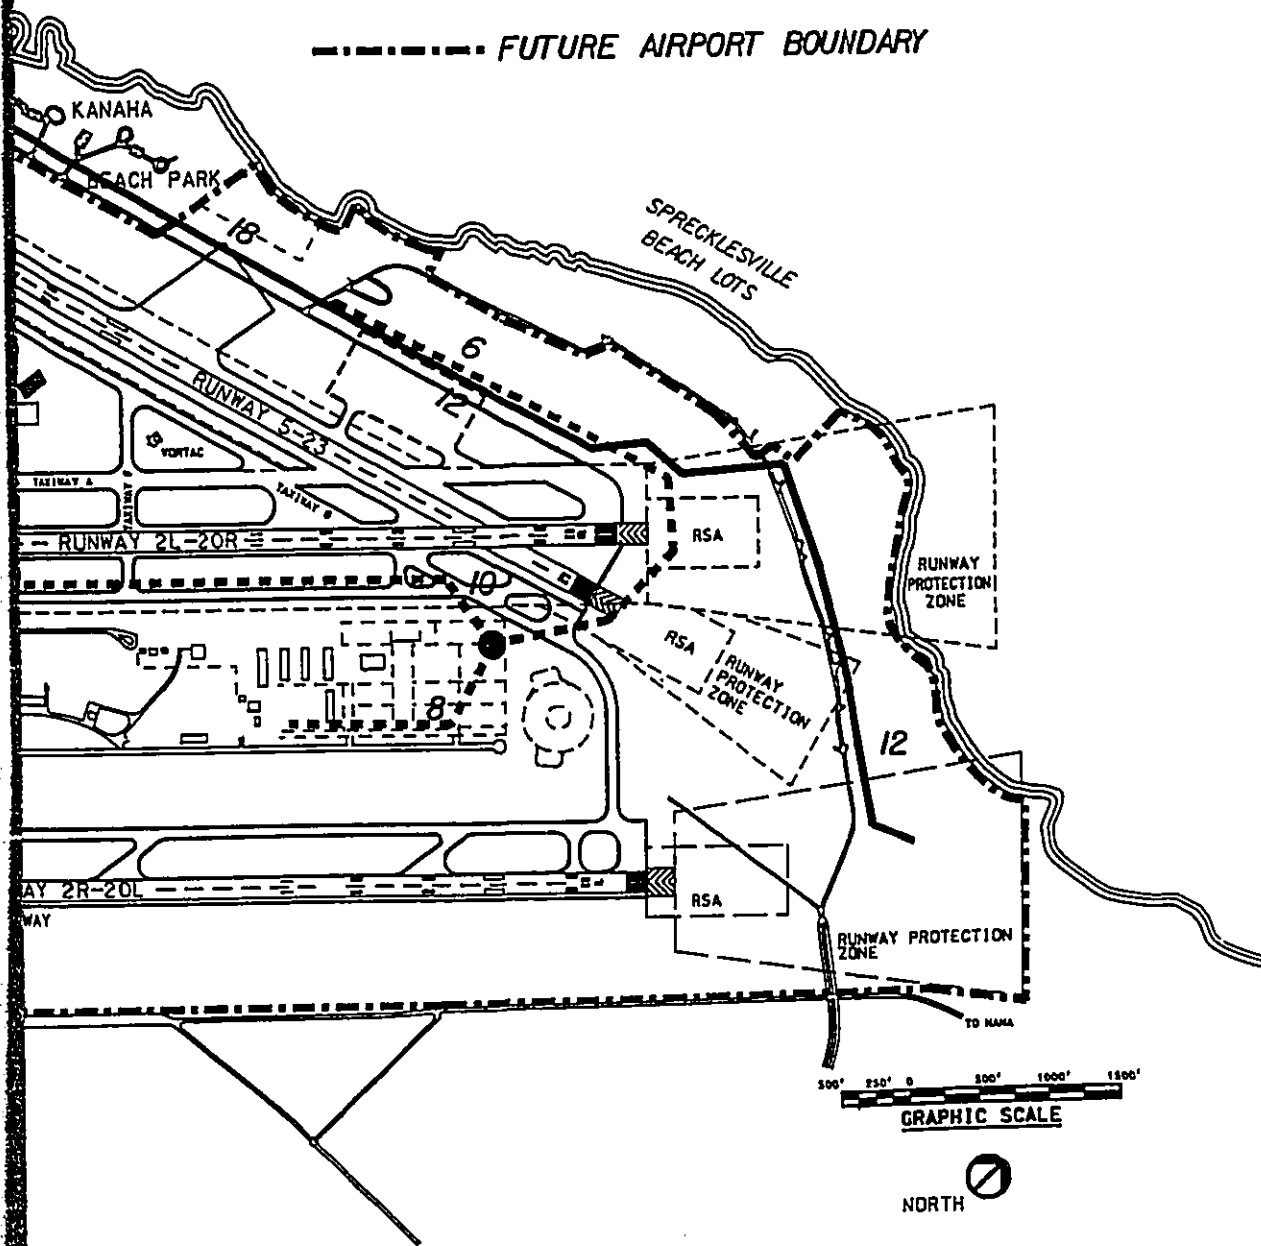 FUTURE AIRPORT BOUNDARY
KANAHA
BEACH PARK
SPRECKLESVILLE
BEACH LOTS
18
6
12
RUNWAY 5-23
VORTAC
TAXIWAY A
TAXIWAY F
TAXIWAY G
RUNWAY 2L-20R
RSA
RUNWAY
PROTECTION
ZONE
10
RSA
RUNWAY
PROTECTION
ZONE
8
12
AY 2R-20L
WAY
RSA
RUNWAY PROTECTION
ZONE
TO HANA
500' 250' 0 500' 1000' 1500'
GRAPHIC SCALE
NORTH